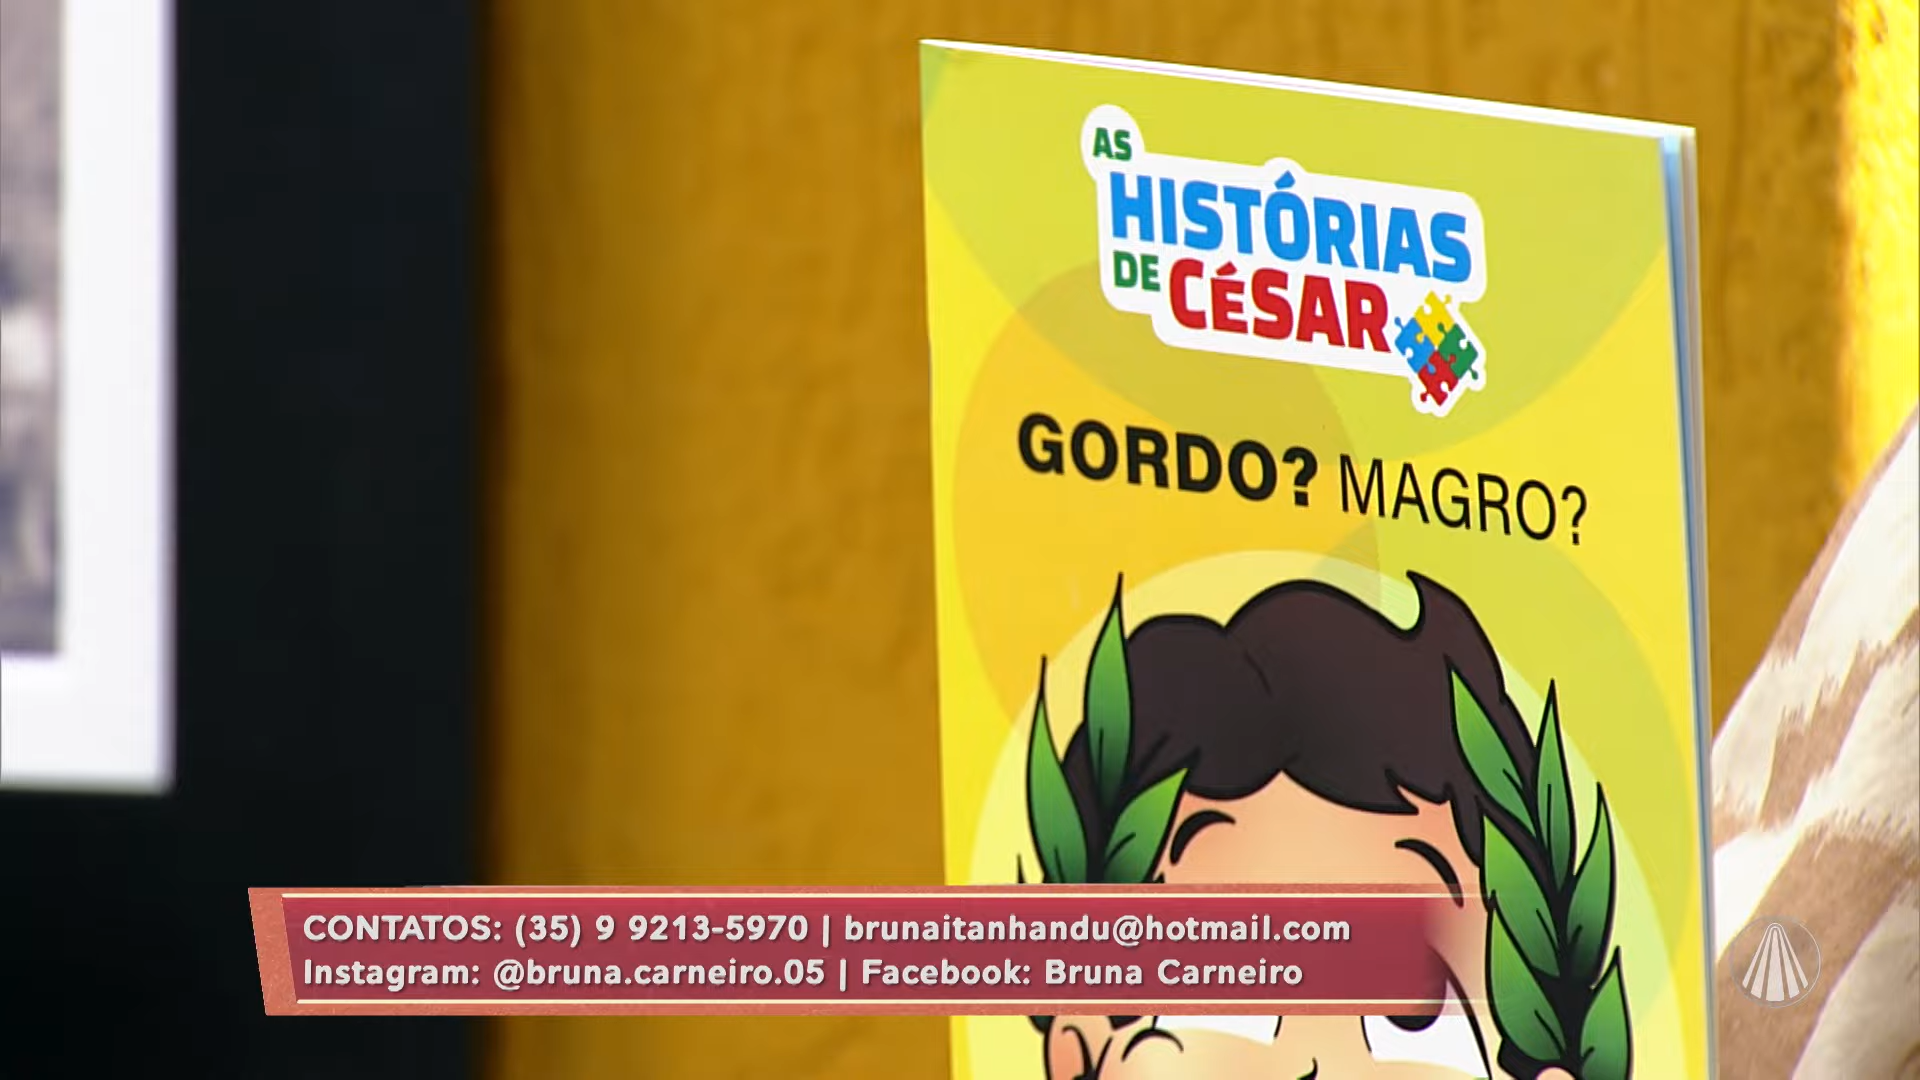 AS
HISTÓRIAS
DE CÉSAR
GORDO? MAGRO?
CONTATOS: (35) 9 9213-5970 | brunaitanhandu@hotmail.com
Instagram: @bruna.carneiro.05 | Facebook: Bruna Carneiro